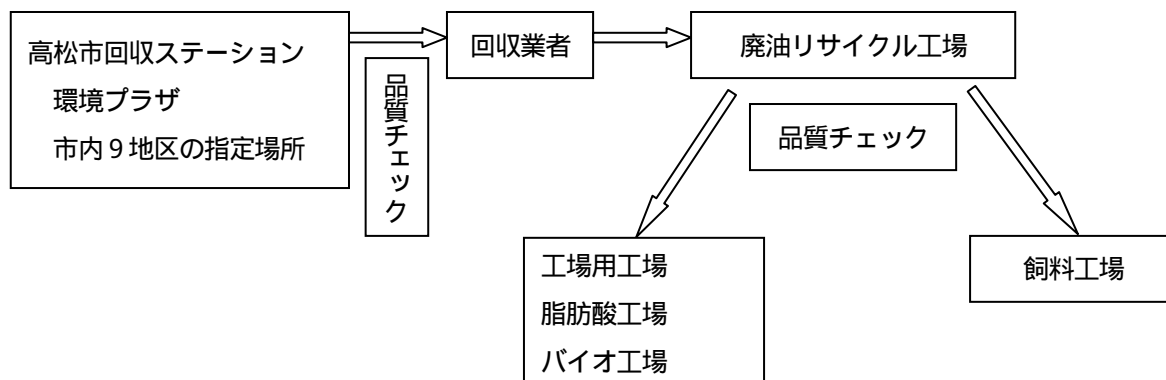 高松市回収ステーション
環境プラザ
市内9地区の指定場所
品質チェック
回収業者
廃油リサイクル工場
品質チェック
工場用工場
脂肪酸工場
バイオ工場
飼料工場